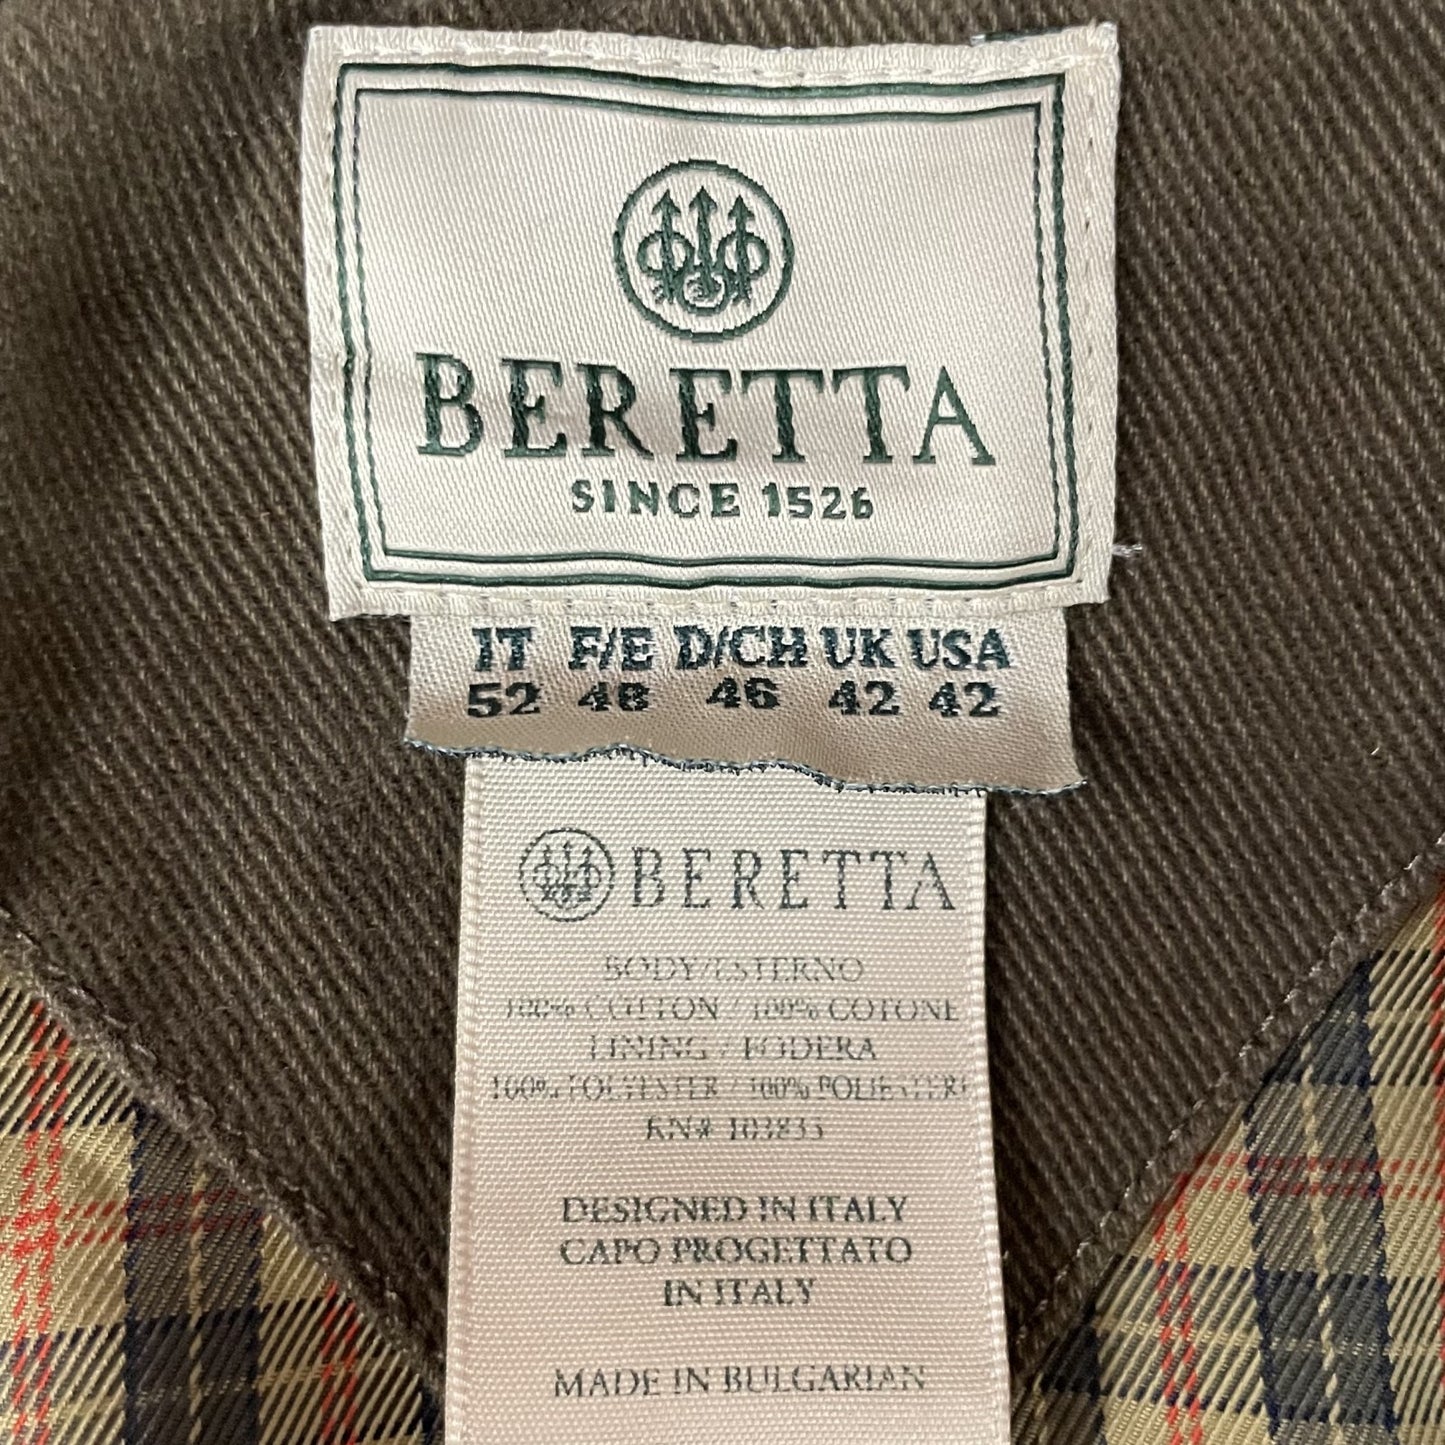 BERETTA
SINCE 1526
IT F/E D/CH UK USA
52 48 46 42 42
BERETTA
BODY/ESTERNO
100% COTTON / 100% COTONE
LINING / FODERA
100% POLYESTER / 100% POLIESTERE
RN# 103835
DESIGNED IN ITALY
CAPO PROGETTATO
IN ITALY
MADE IN BULGARIAN